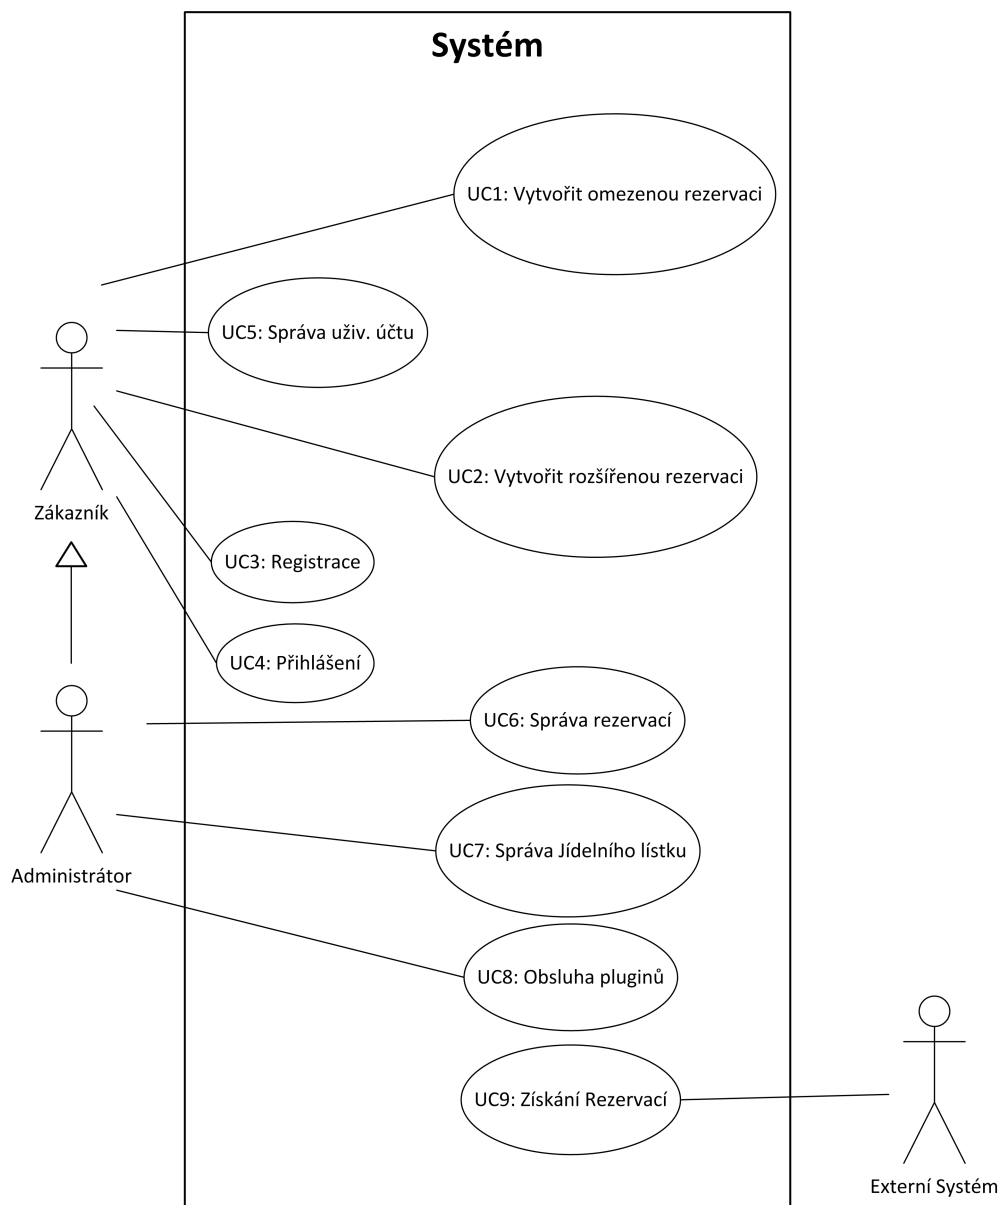 Systém
UC1: Vytvořit omezenou rezervaci
UC5: Správa uživ. účtu
UC2: Vytvořit rozšířenou rezervaci
Zákazník
UC3: Registrace
UC4: Přihlášení
UC6: Správa rezervací
UC7: Správa Jídelního lístku
Administrátor
UC8: Obsluha pluginů
UC9: Získání Rezervací
Externí Systém